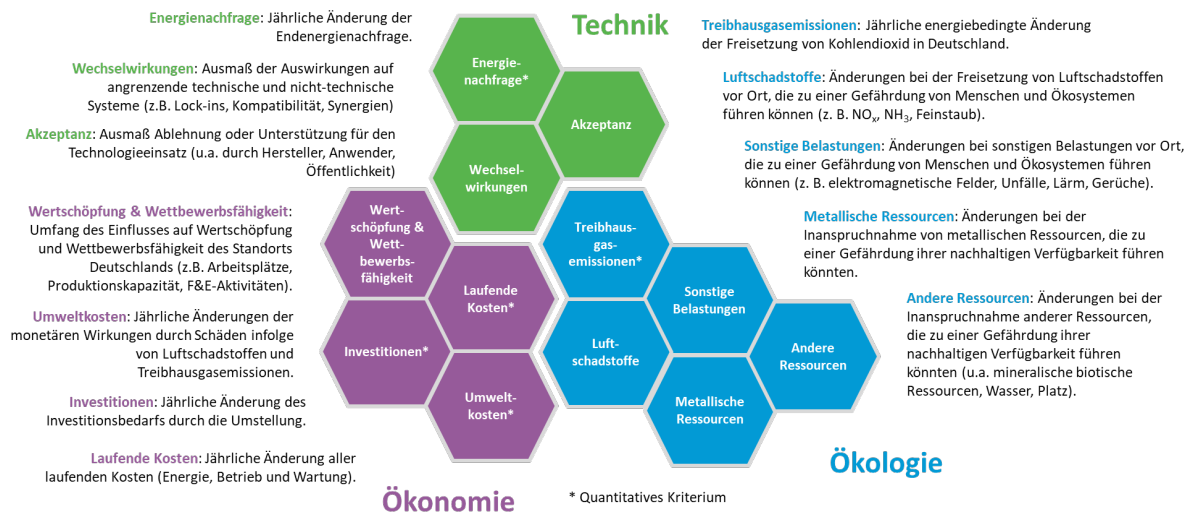 Technik
Energienachfrage: Jährliche Änderung der
Endenergienachfrage.
Wechselwirkungen: Ausmaß der Auswirkungen auf
angrenzende technische und nicht-technische
Systeme (z.B. Lock-ins, Kompatibilität, Synergien)
Akzeptanz: Ausmaß Ablehnung oder Unterstützung für den
Technologieeinsatz (u.a. durch Hersteller, Anwender,
Öffentlichkeit)
Wertschöpfung & Wettbewerbsfähigkeit:
Umfang des Einflusses auf Wertschöpfung
und Wettbewerbsfähigkeit des Standorts
Deutschlands (z.B. Arbeitsplätze,
Produktionskapazität, F&E-Aktivitäten).
Umweltkosten: Jährliche Änderungen der
monetären Wirkungen durch Schäden infolge
von Luftschadstoffen und
Treibhausgasemissionen.
Investitionen: Jährliche Änderung des
Investitionsbedarfs durch die Umstellung.
Laufende Kosten: Jährliche Änderung aller
laufenden Kosten (Energie, Betrieb und Wartung).
Ökonomie
Energie-
nachfrage*
Akzeptanz
Wechsel-
wirkungen
Wert-
schöpfung &
Wett-
bewerbs-
fähigkeit
Laufende
Kosten*
Investitionen*
Umwelt-
kosten*
Treibhaus-
gas-
emissionen*
Sonstige
Belastungen
Luft-
schadstoffe
Andere
Ressourcen
Metallische
Ressourcen
Treibhausgasemissionen: Jährliche energiebedingte Änderung
der Freisetzung von Kohlendioxid in Deutschland.
Luftschadstoffe: Änderungen bei der Freisetzung von Luftschadstoffen
vor Ort, die zu einer Gefährdung von Menschen und Ökosystemen
führen können (z. B. NOx, NH3, Feinstaub).
Sonstige Belastungen: Änderungen bei sonstigen Belastungen vor Ort,
die zu einer Gefährdung von Menschen und Ökosystemen führen
können (z. B. elektromagnetische Felder, Unfälle, Lärm, Gerüche).
Metallische Ressourcen: Änderungen bei der
Inanspruchnahme von metallischen Ressourcen, die zu
einer Gefährdung ihrer nachhaltigen Verfügbarkeit führen
könnten.
Andere Ressourcen: Änderungen bei der
Inanspruchnahme anderer Ressourcen,
die zu einer Gefährdung ihrer
nachhaltigen Verfügbarkeit führen
könnten (u.a. mineralische biotische
Ressourcen, Wasser, Platz).
Ökologie
* Quantitatives Kriterium